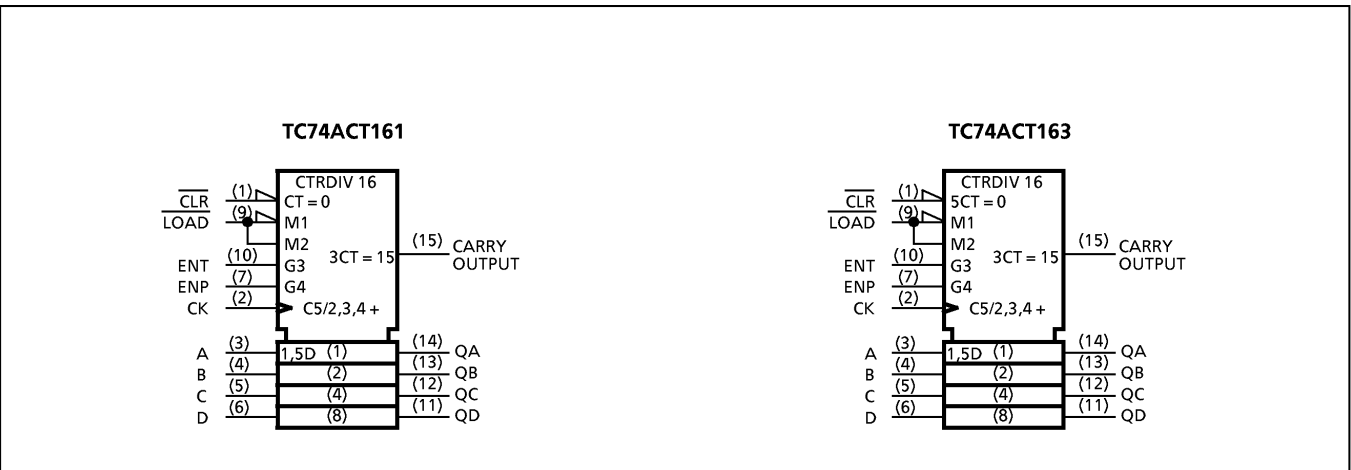 TC74ACT161
CTRDIV 16
CLR (1) CT = 0
LOAD (9) M1
M2
3CT = 15 (15) CARRY OUTPUT
ENT (10) G3
ENP (7) G4
CK (2) C5/2,3,4 +
A (3) 1,5D (1) (14) QA
B (4) (2) (13) QB
C (5) (4) (12) QC
D (6) (8) (11) QD
TC74ACT163
CTRDIV 16
CLR (1) 5CT = 0
LOAD (9) M1
M2
3CT = 15 (15) CARRY OUTPUT
ENT (10) G3
ENP (7) G4
CK (2) C5/2,3,4 +
A (3) 1,5D (1) (14) QA
B (4) (2) (13) QB
C (5) (4) (12) QC
D (6) (8) (11) QD